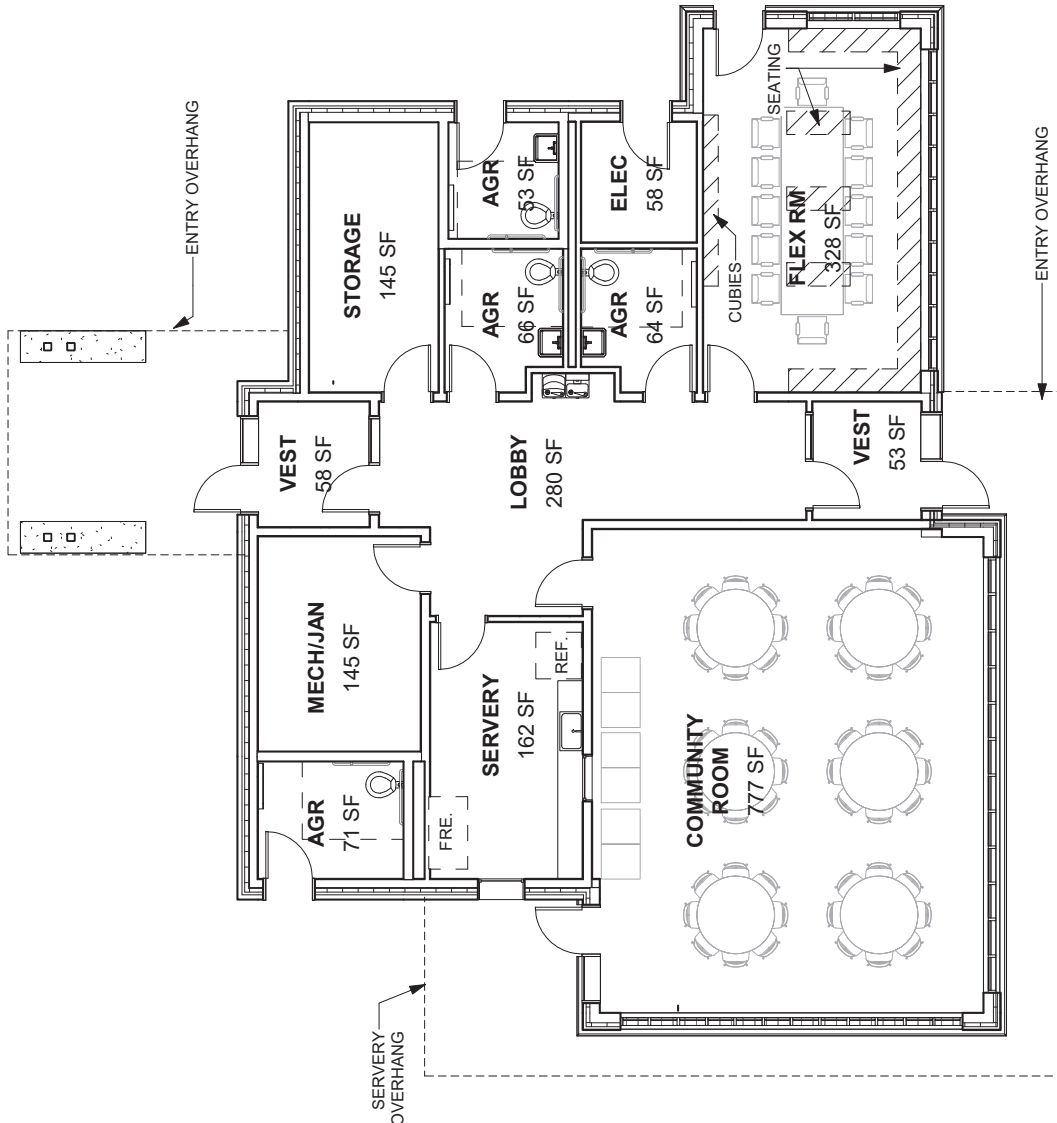 ENTRY OVERHANG
SEATING
STORAGE
145 SF
AGR
53 SF
ELEC
58 SF
FLEX RM
328 SF
CUBIES
AGR
66 SF
AGR
64 SF
ENTRY OVERHANG
VEST
58 SF
LOBBY
280 SF
VEST
53 SF
MECH/JAN
145 SF
SERVERY
162 SF
REF.
AGR
71 SF
FRE.
COMMUNITY
ROOM
777 SF
SERVERY
OVERHANG